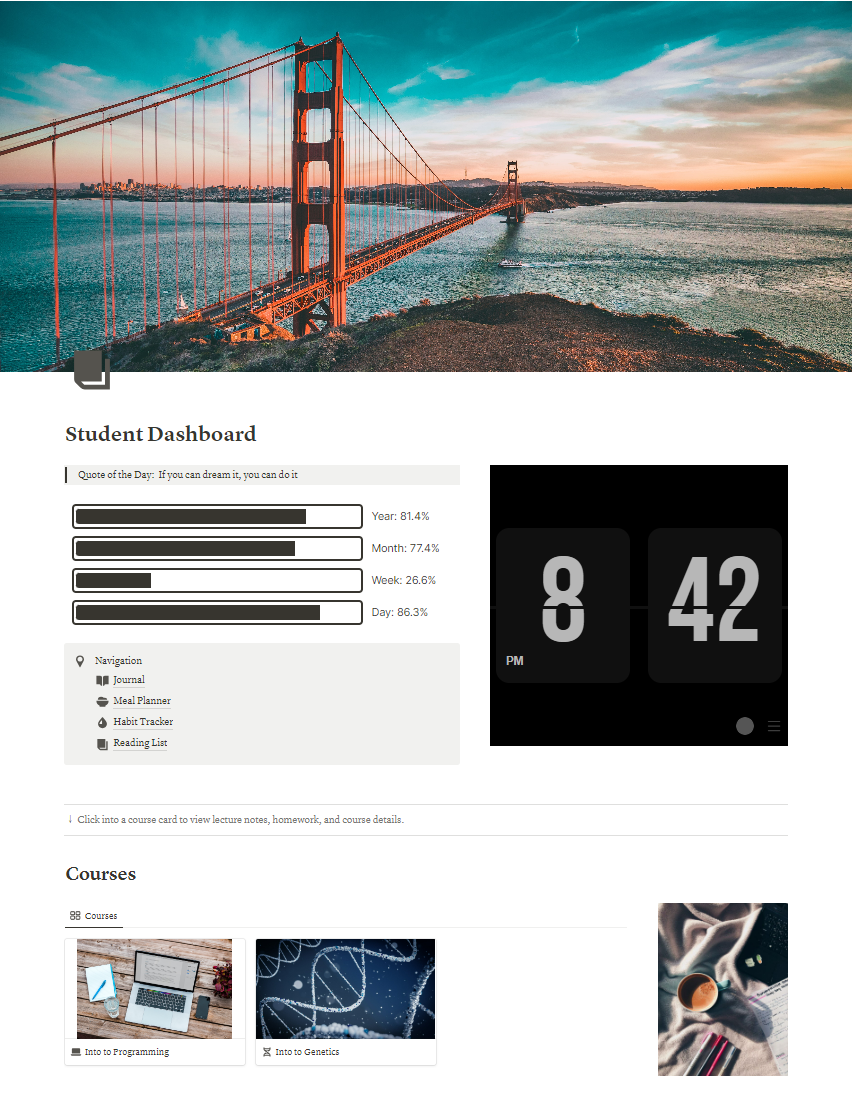 Student Dashboard
Quote of the Day: If you can dream it, you can do it
Year: 81.4%
Month: 77.4%
Week: 26.6%
Day: 86.3%
8 42
PM
Navigation
Journal
Meal Planner
Habit Tracker
Reading List
↓ Click into a course card to view lecture notes, homework, and course details.
Courses
Courses
Into to Programming
Into to Genetics